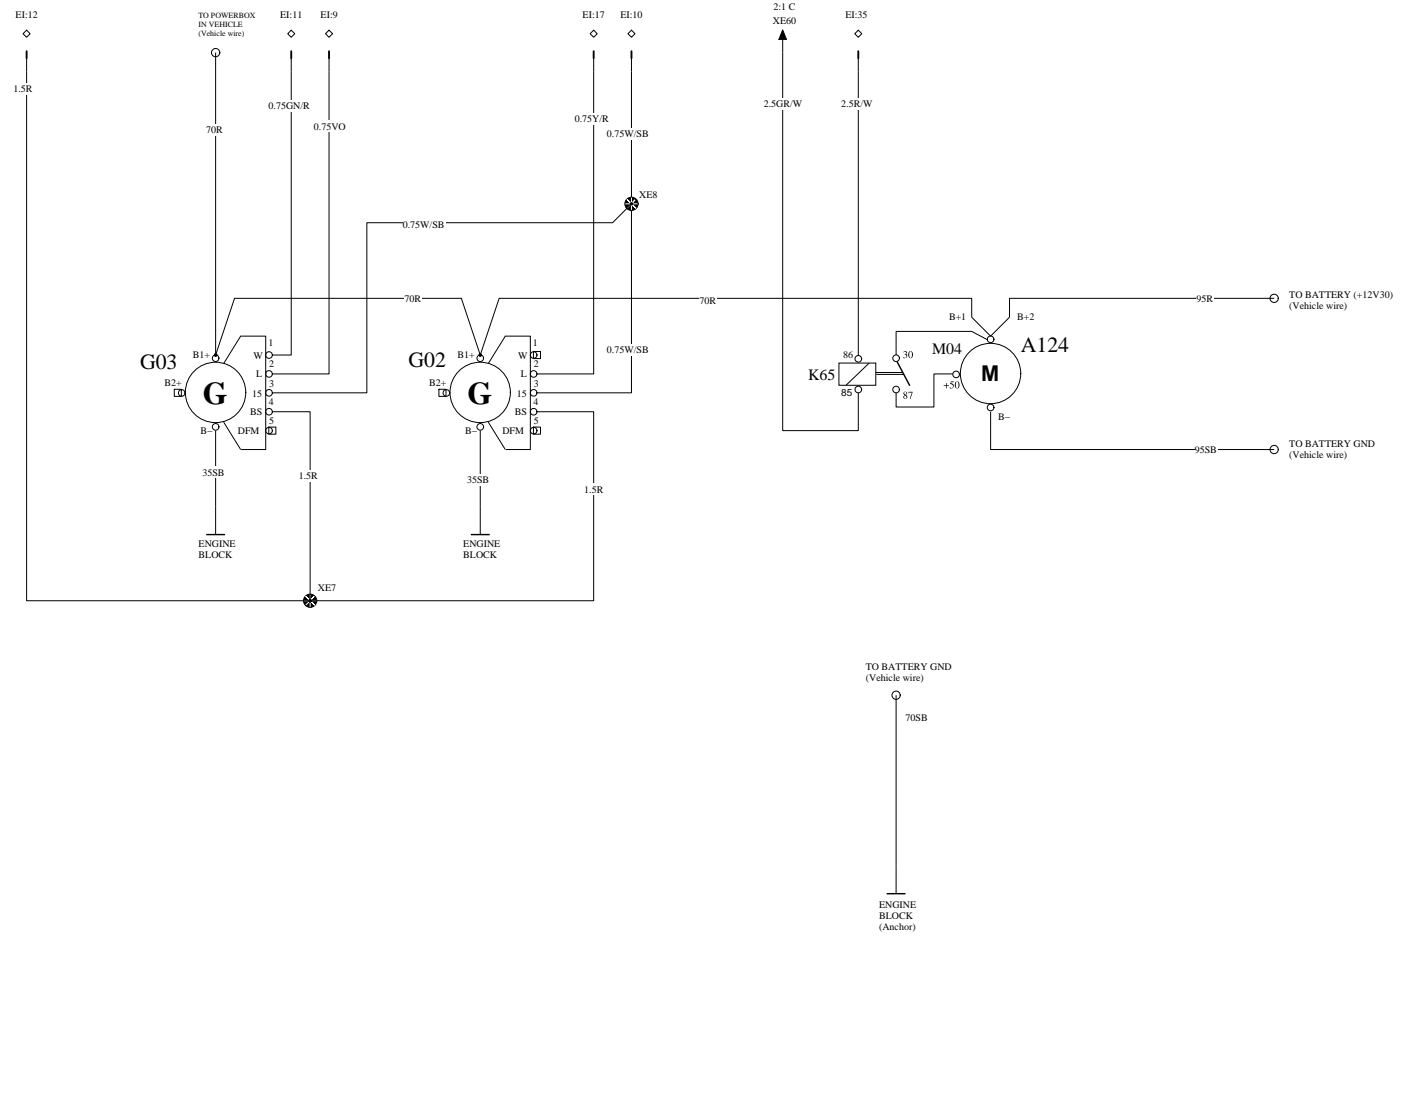 EI:12
TO POWERBOX
IN VEHICLE
(Vehicle wire)
EI:11
EI:9
EI:17
EI:10
2:1 C
XE60
EI:35
1.5R
70R
0.75GN/R
0.75VO
0.75Y/R
0.75W/SB
2.5GR/W
2.5R/W
XE8
0.75W/SB
70R
70R
95R
TO BATTERY (+12V30)
(Vehicle wire)
B+1
B+2
G03
B1+
B2+
G
B–
1
W
2
L
3
15
4
BS
5
DFM
G02
B1+
B2+
G
B–
1
W
2
L
3
15
4
BS
5
DFM
0.75W/SB
K65
86
85
30
87
M04
+50
M
A124
B–
95SB
TO BATTERY GND
(Vehicle wire)
35SB
1.5R
35SB
1.5R
ENGINE
BLOCK
ENGINE
BLOCK
XE7
TO BATTERY GND
(Vehicle wire)
70SB
ENGINE
BLOCK
(Anchor)